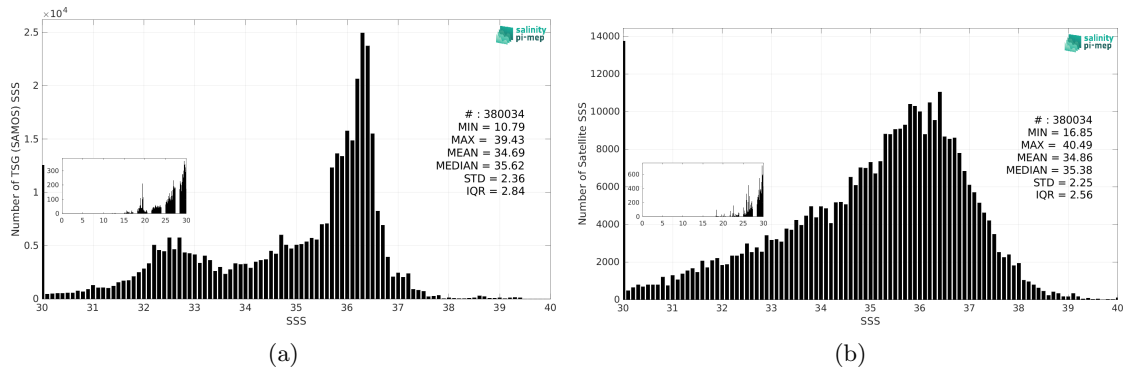 ×10⁴
2.5
2
1.5
1
0.5
0
Number of TSG (SAMOS) SSS
salinity
pi-mep
# : 380034
MIN = 10.79
MAX = 39.43
MEAN = 34.69
MEDIAN = 35.62
STD = 2.36
IQR = 2.84
300
200
100
0
0 5 10 15 20 25 30
30 31 32 33 34 35 36 37 38 39 40
SSS
(a)
14000
12000
10000
8000
6000
4000
2000
0
Number of Satellite SSS
salinity
pi-mep
# : 380034
MIN = 16.85
MAX = 40.49
MEAN = 34.86
MEDIAN = 35.38
STD = 2.25
IQR = 2.56
600
400
200
0
0 5 10 15 20 25 30
30 31 32 33 34 35 36 37 38 39 40
SSS
(b)